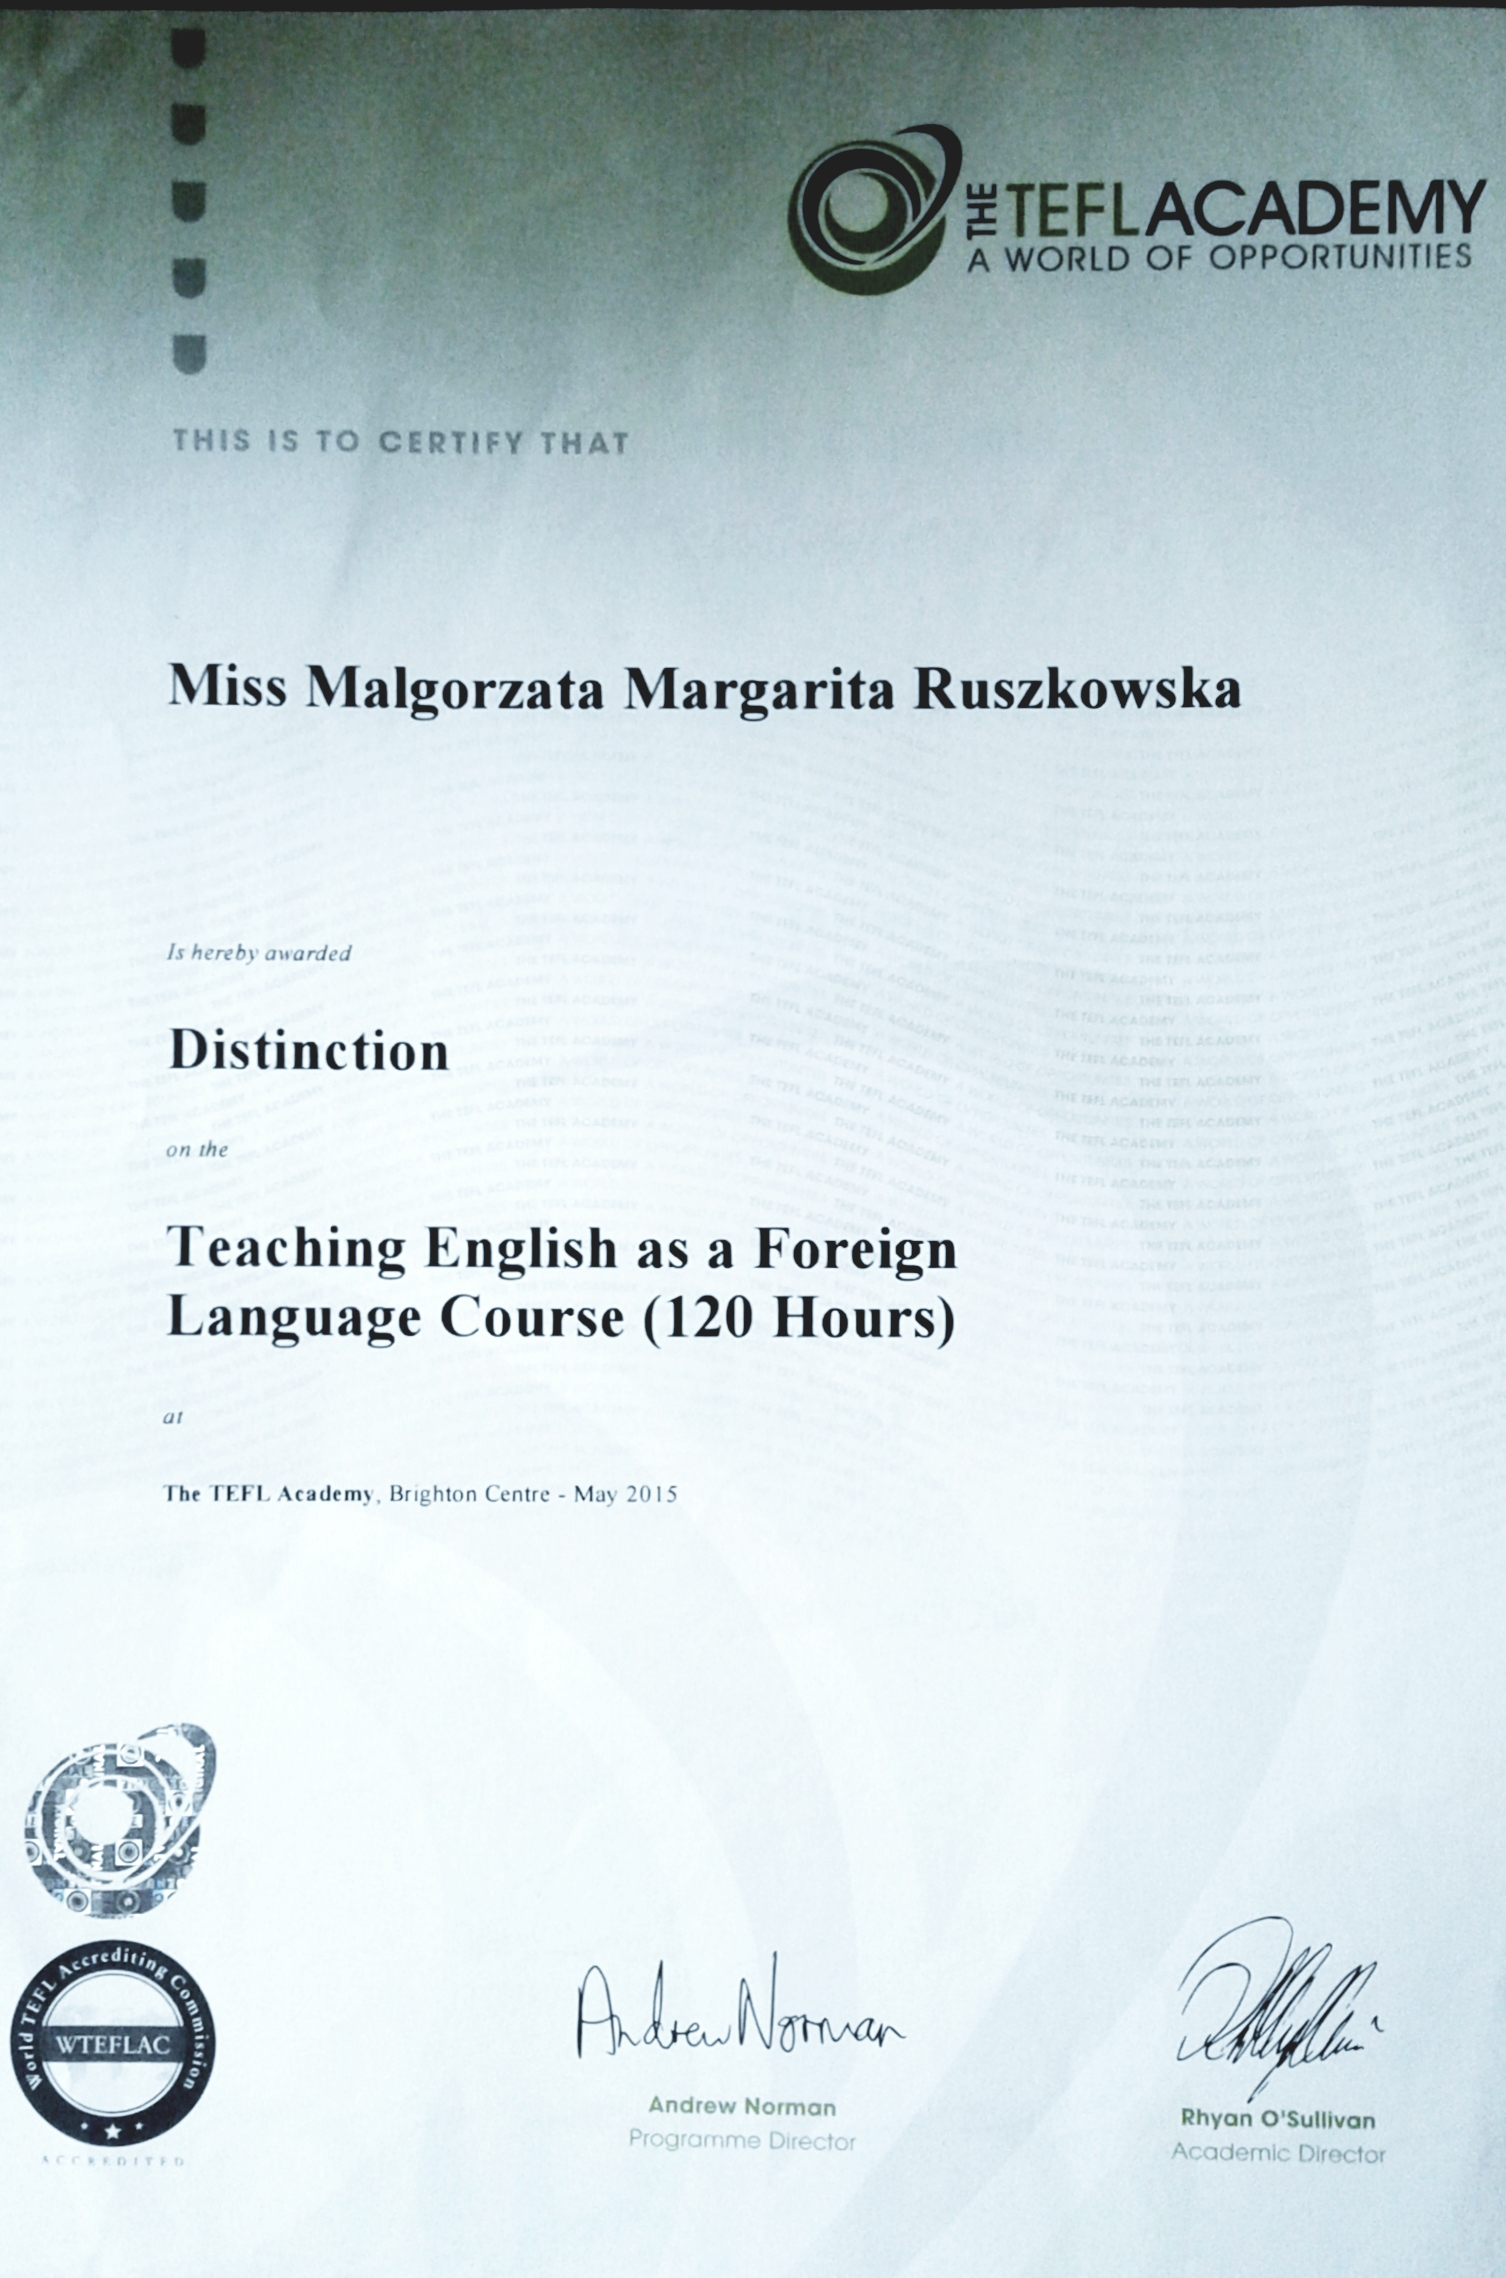 THE TEFL ACADEMY
A WORLD OF OPPORTUNITIES
THIS IS TO CERTIFY THAT
Miss Malgorzata Margarita Ruszkowska
Is hereby awarded
Distinction
on the
Teaching English as a Foreign
Language Course (120 Hours)
at
The TEFL Academy, Brighton Centre - May 2015
World TEFL Accrediting Commission
WTEFLAC
ACCREDITED
Andrew Norman
Andrew Norman
Programme Director
Rhyan O'Sullivan
Academic Director